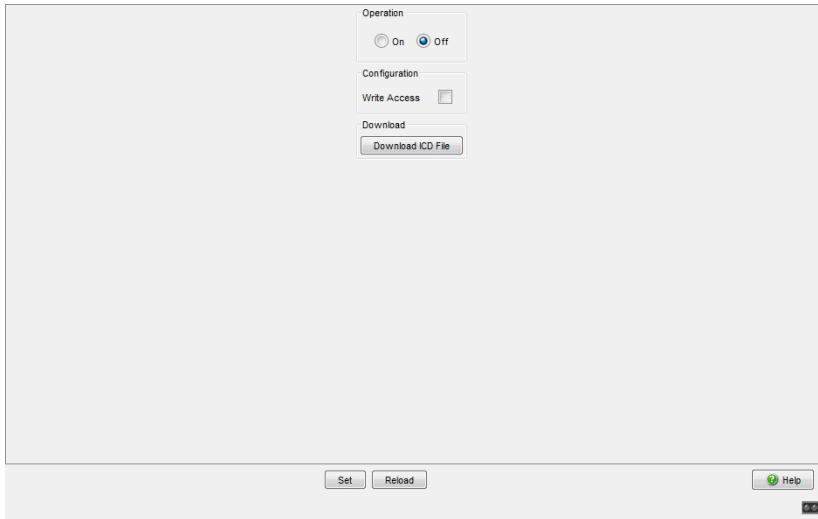 Operation
On Off
Configuration
Write Access
Download
Download ICD File
Set Reload Help